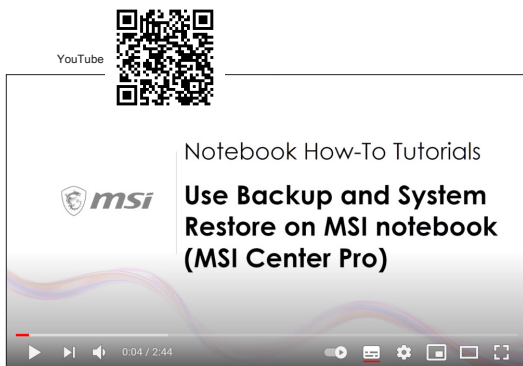 YouTube
Notebook How-To Tutorials
msi
Use Backup and System
Restore on MSI notebook
(MSI Center Pro)
0:04 / 2:44